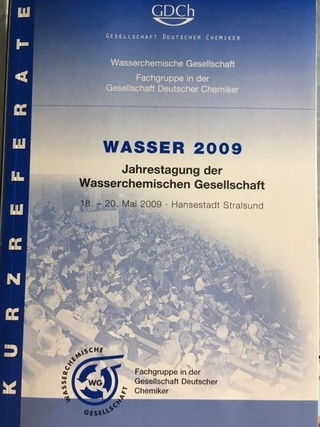 GDCh
GESELLSCHAFT DEUTSCHER CHEMIKER
Wasserchemische Gesellschaft
Fachgruppe in der
Gesellschaft Deutscher Chemiker
WASSER 2009
Jahrestagung der
Wasserchemischen Gesellschaft
18. – 20. Mai 2009 · Hansestadt Stralsund
KURZREFERATE
WASSERCHEMISCHE
WG
GESELLSCHAFT
Fachgruppe in der
Gesellschaft Deutscher
Chemiker